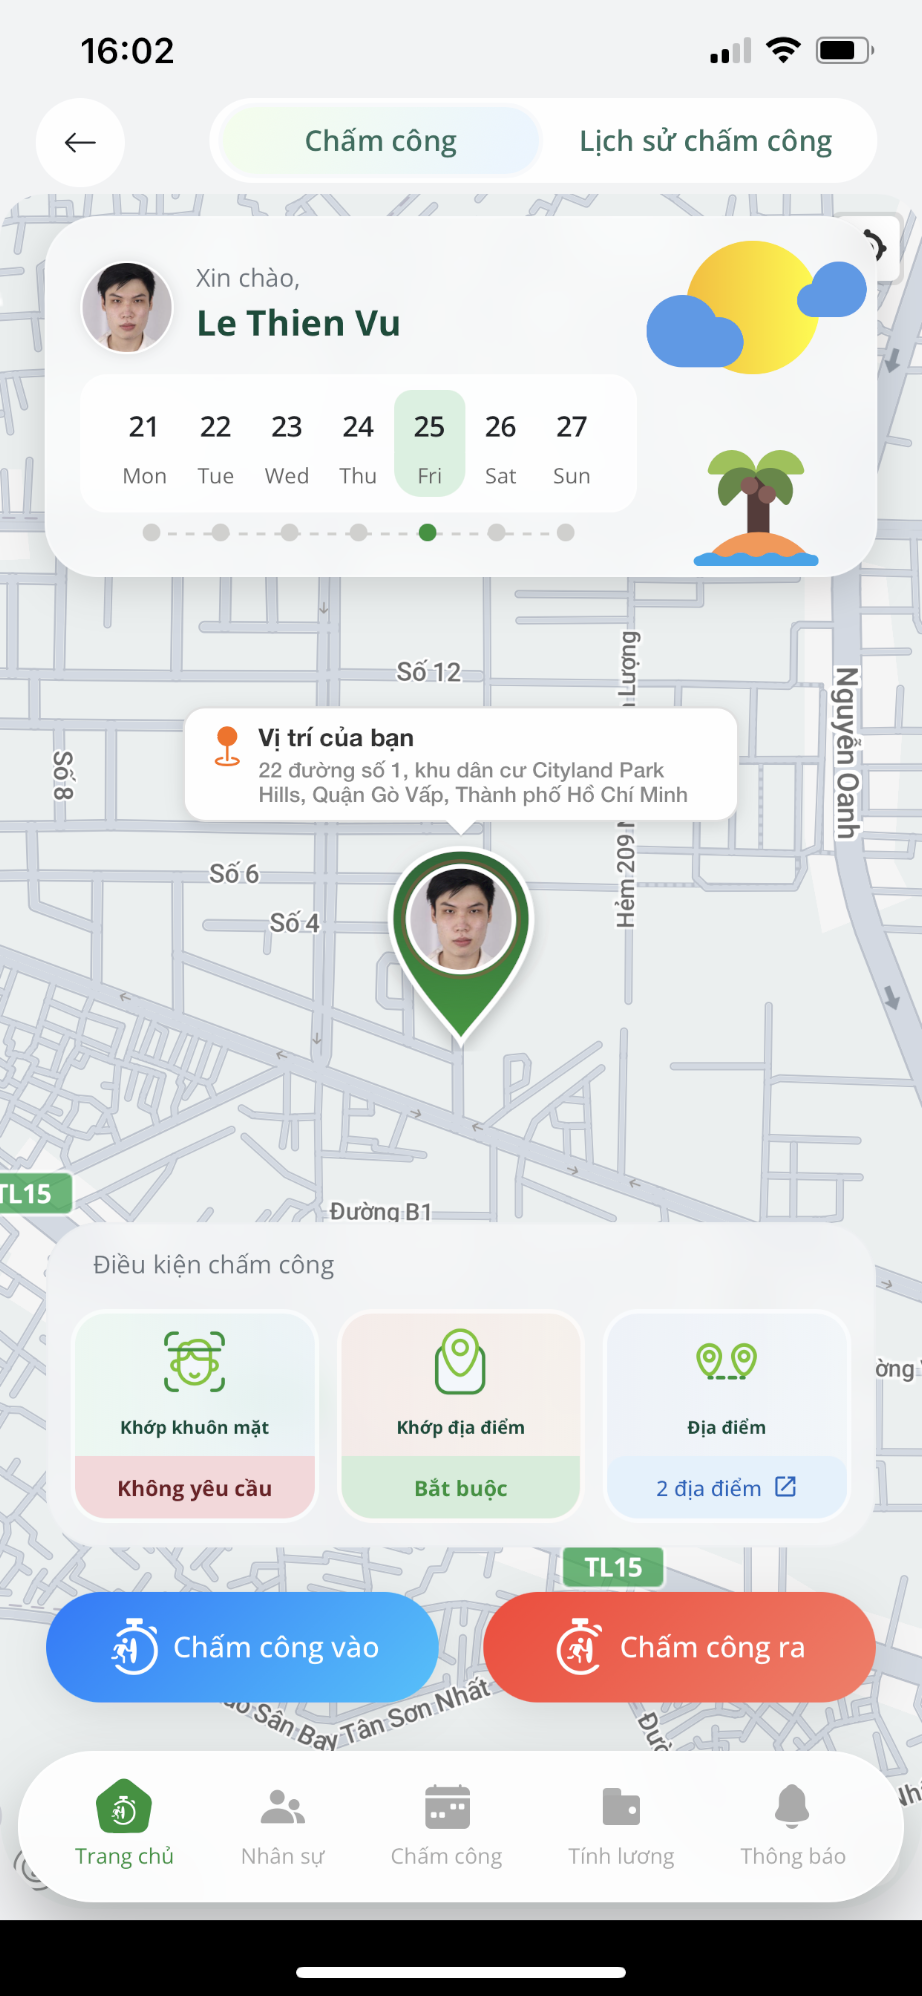 16:02
Chấm công
Lịch sử chấm công
Xin chào,
Le Thien Vu
21 22 23 24 25 26 27
Mon Tue Wed Thu Fri Sat Sun
Số 12
Lượng
Nguyễn Oanh
Số 8
Vị trí của bạn
22 đường số 1, khu dân cư Cityland Park
Hills, Quận Gò Vấp, Thành phố Hồ Chí Minh
Hẻm 209
Số 6
Số 4
TL15
Đường B1
Điều kiện chấm công
Khớp khuôn mặt
Không yêu cầu
Khớp địa điểm
Bắt buộc
Địa điểm
2 địa điểm
TL15
Chấm công vào
Chấm công ra
Sân Bay Tân Sơn Nhất
Trang chủ
Nhân sự
Chấm công
Tính lương
Thông báo